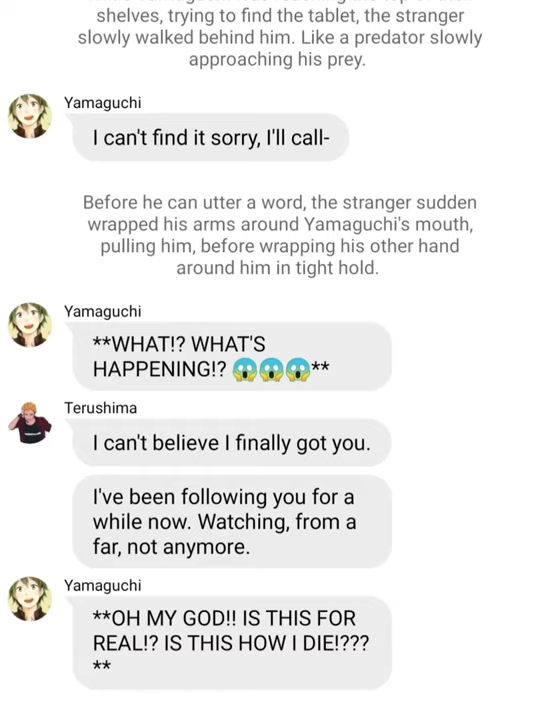 shelves, trying to find the tablet, the stranger
slowly walked behind him. Like a predator slowly
approaching his prey.
Yamaguchi
I can't find it sorry, I'll call-
Before he can utter a word, the stranger sudden
wrapped his arms around Yamaguchi's mouth,
pulling him, before wrapping his other hand
around him in tight hold.
Yamaguchi
**WHAT!? WHAT'S
HAPPENING!? 😱😱😱**
Terushima
I can't believe I finally got you.
I've been following you for a
while now. Watching, from a
far, not anymore.
Yamaguchi
**OH MY GOD!! IS THIS FOR
REAL!? IS THIS HOW I DIE!???
**